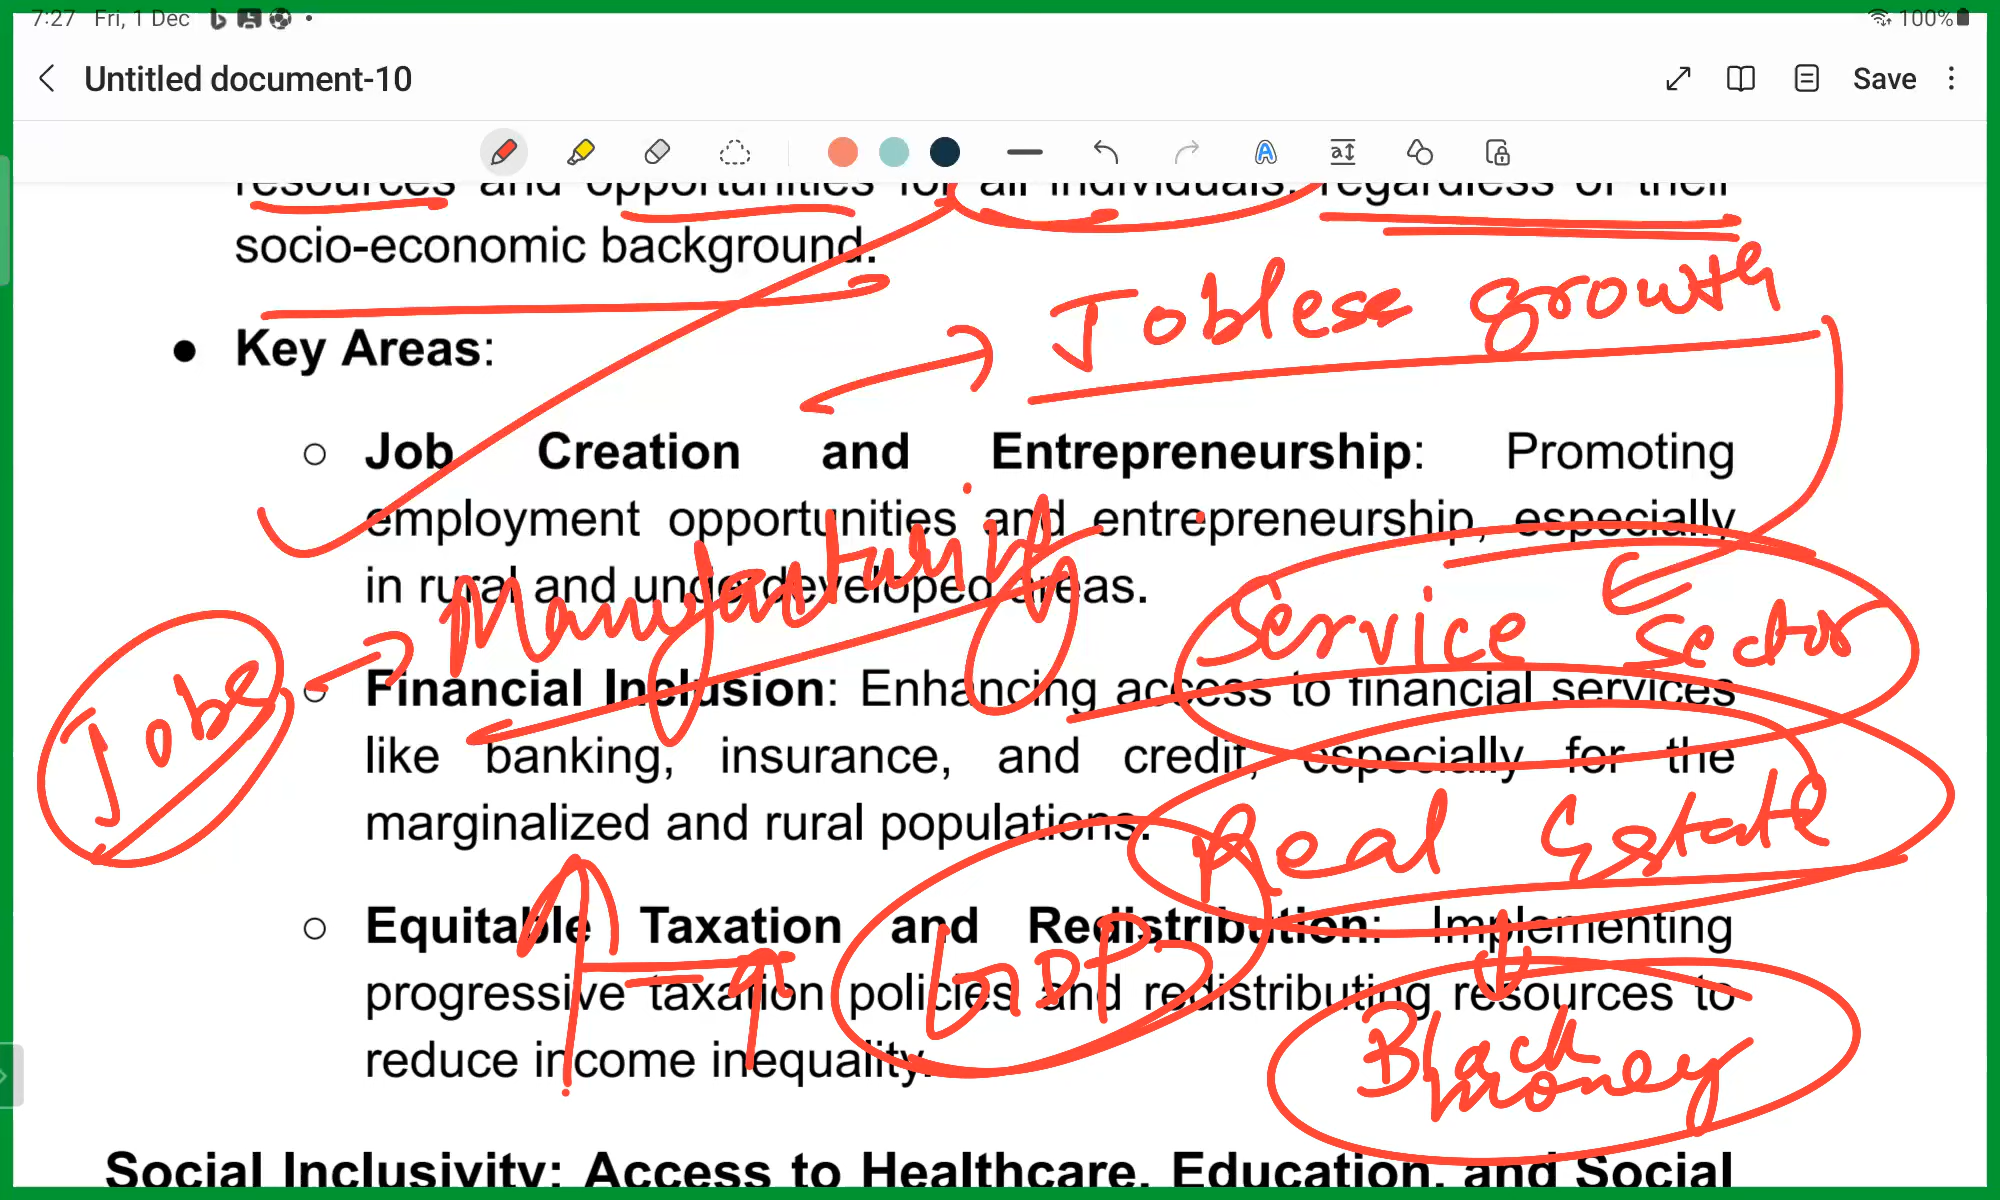 7:27 Fri, 1 Dec
100%
Untitled document-10
Save
resources and opportunities for all individuals, regardless of their
socio-economic background.
Jobless growth
● Key Areas:
○ Job Creation and Entrepreneurship: Promoting
employment opportunities and entrepreneurship, especially
in rural and underdeveloped areas.
Manufacturing
Service Sector
Jobs
○ Financial Inclusion: Enhancing access to financial services
like banking, insurance, and credit, especially for the
marginalized and rural populations.
Real Estate
○ Equitable Taxation and Redistribution: Implementing
progressive taxation policies and redistributing resources to
reduce income inequality.
GDP
Black
money
Social Inclusivity: Access to Healthcare, Education, and Social